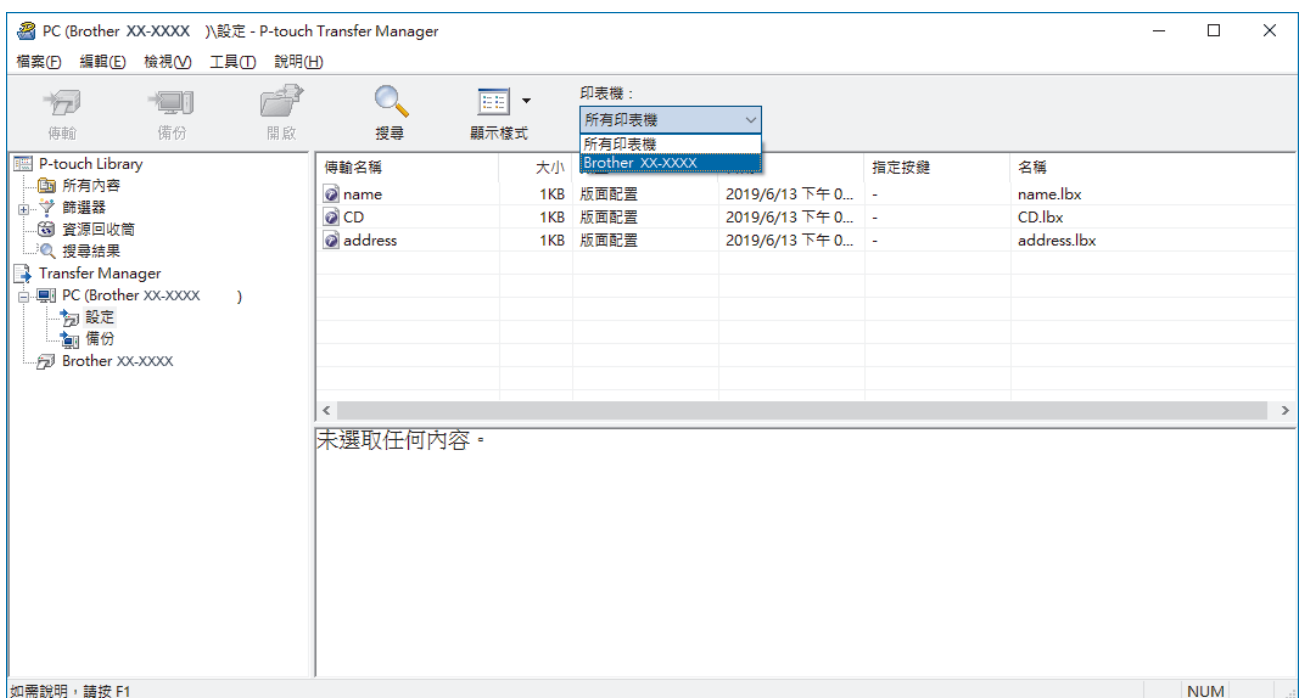 PC (Brother XX-XXXX )\設定 - P-touch Transfer Manager
檔案(F) 編輯(E) 檢視(V) 工具(T) 說明(H)
印表機：
傳輸 備份 開啟 搜尋 顯示樣式 所有印表機
所有印表機
Brother XX-XXXX
P-touch Library
所有內容
篩選器
資源回收筒
搜尋結果
Transfer Manager
PC (Brother XX-XXXX )
設定
備份
Brother XX-XXXX
傳輸名稱 大小 指定按鍵 名稱
name 1KB 版面配置 2019/6/13 下午 0... - name.lbx
CD 1KB 版面配置 2019/6/13 下午 0... - CD.lbx
address 1KB 版面配置 2019/6/13 下午 0... - address.lbx
未選取任何內容。
如需說明，請按 F1 NUM